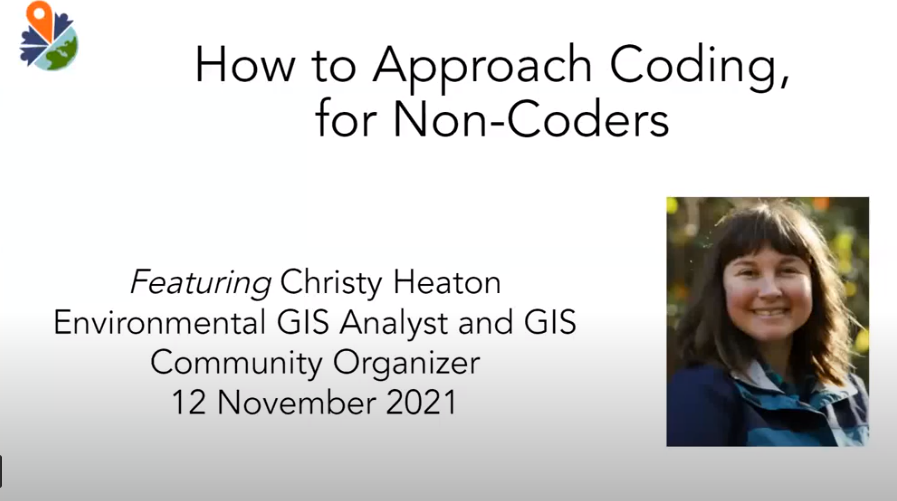 How to Approach Coding,
for Non-Coders
Featuring Christy Heaton
Environmental GIS Analyst and GIS
Community Organizer
12 November 2021